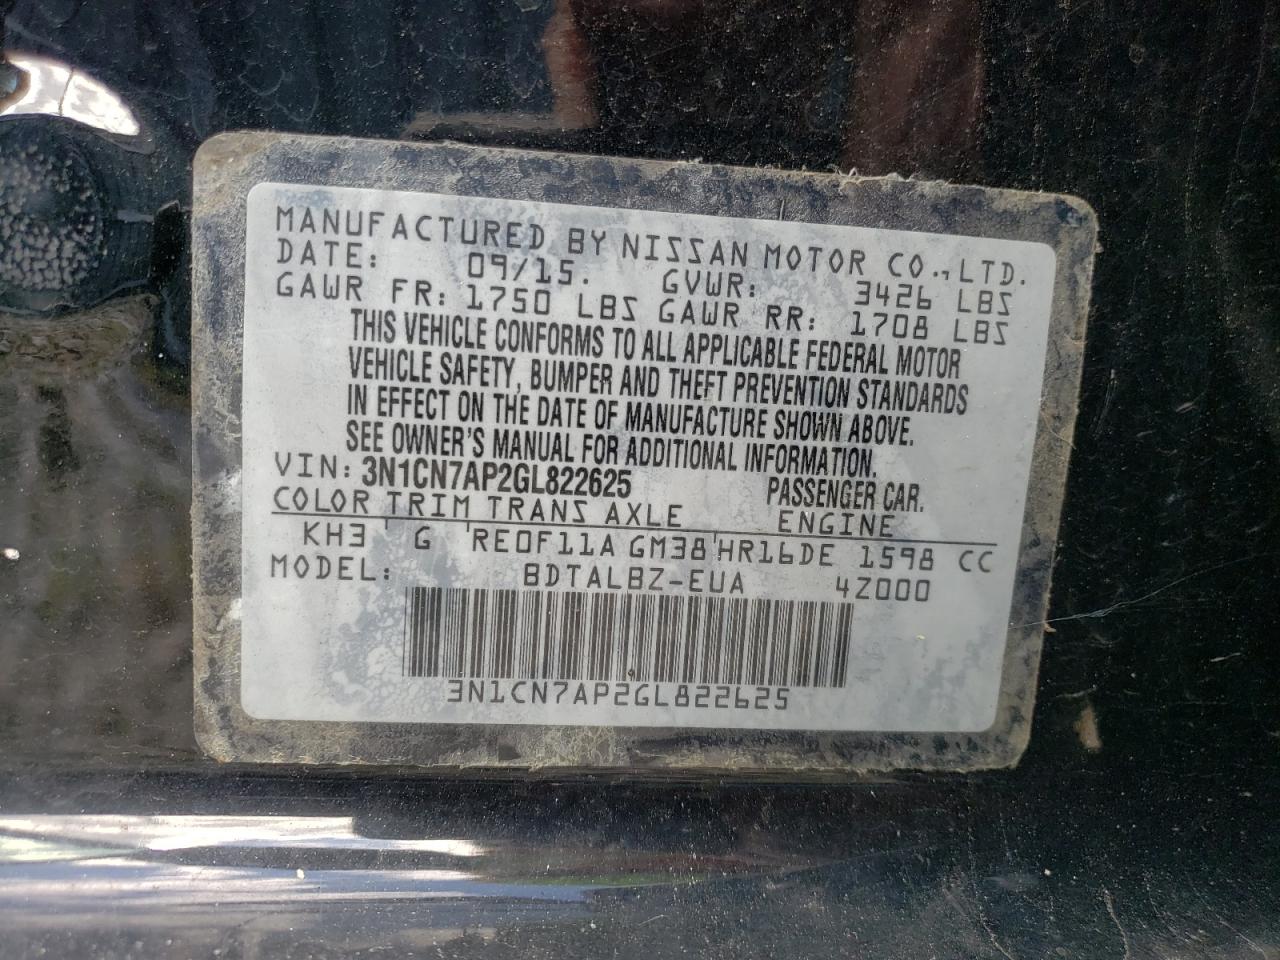 MANUFACTURED BY NISSAN MOTOR CO., LTD.
DATE: 09/15. GVWR: 3426 LBS
GAWR FR: 1750 LBS GAWR RR: 1708 LBS
THIS VEHICLE CONFORMS TO ALL APPLICABLE FEDERAL MOTOR
VEHICLE SAFETY, BUMPER AND THEFT PREVENTION STANDARDS
IN EFFECT ON THE DATE OF MANUFACTURE SHOWN ABOVE.
SEE OWNER'S MANUAL FOR ADDITIONAL INFORMATION.
VIN: 3N1CN7AP2GL822625 PASSENGER CAR.
COLOR TRIM TRANS AXLE ENGINE
KH3 G RE0F11A GM38 HR16DE 1598 CC
MODEL: BDTALBZ-EUA 4Z000
3N1CN7AP2GL822625